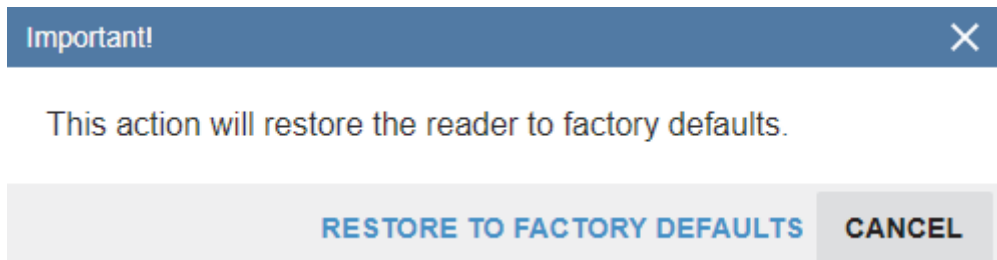 Important!
This action will restore the reader to factory defaults.
RESTORE TO FACTORY DEFAULTS CANCEL